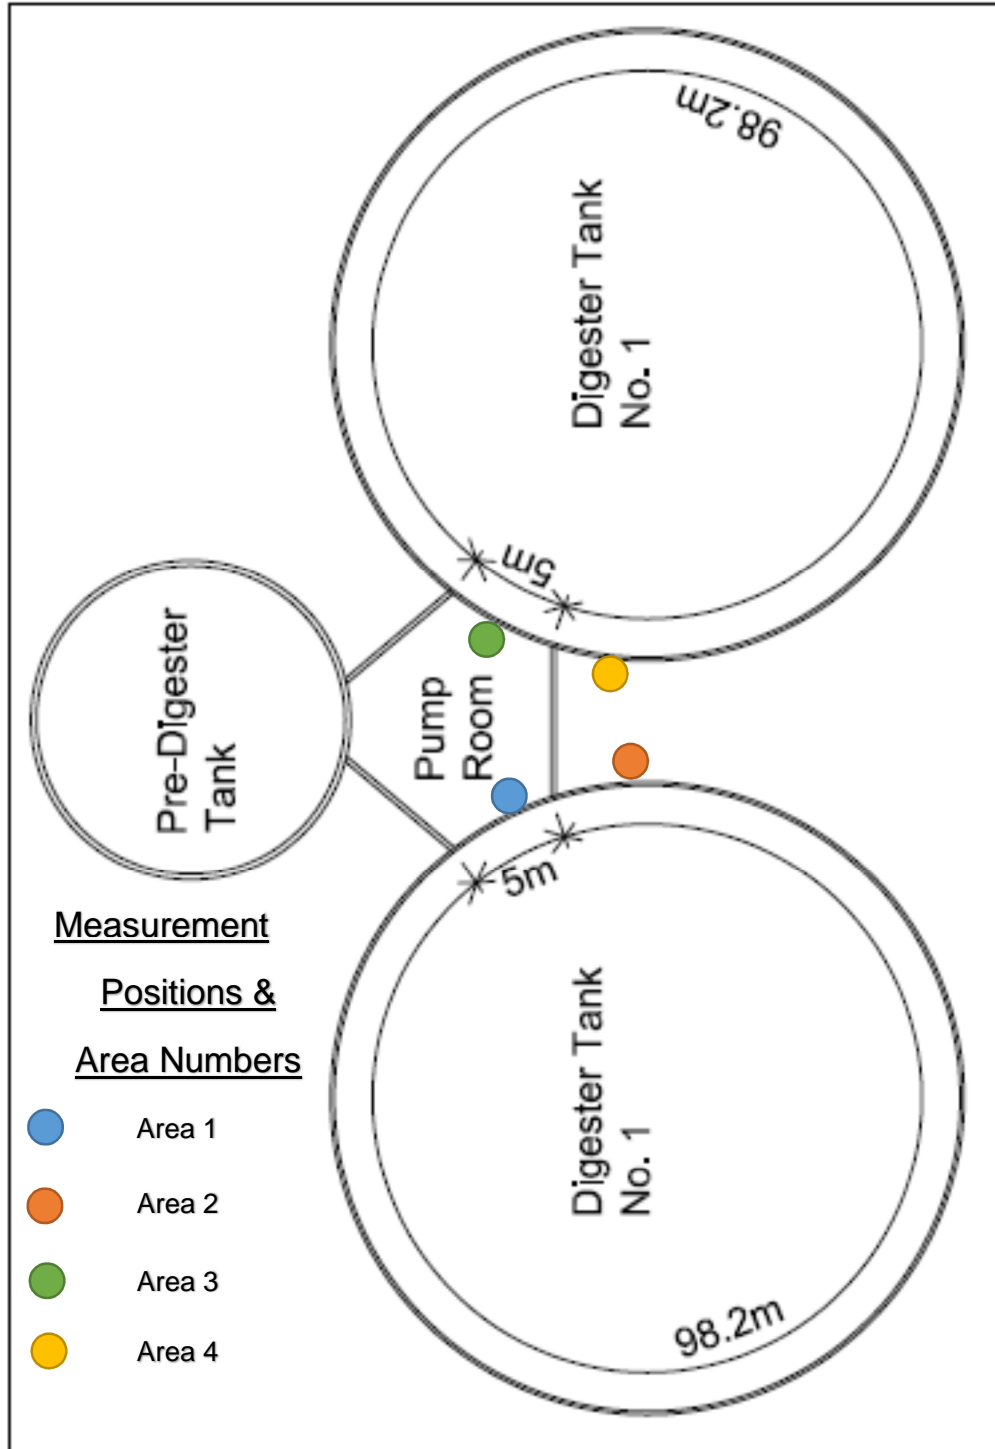 98.2m
Digester Tank
No. 1
5m
Pre-Digester
Tank
Pump
Room
5m
Measurement
Positions &
Area Numbers
Digester Tank
No. 1
Area 1
Area 2
Area 3
Area 4
98.2m